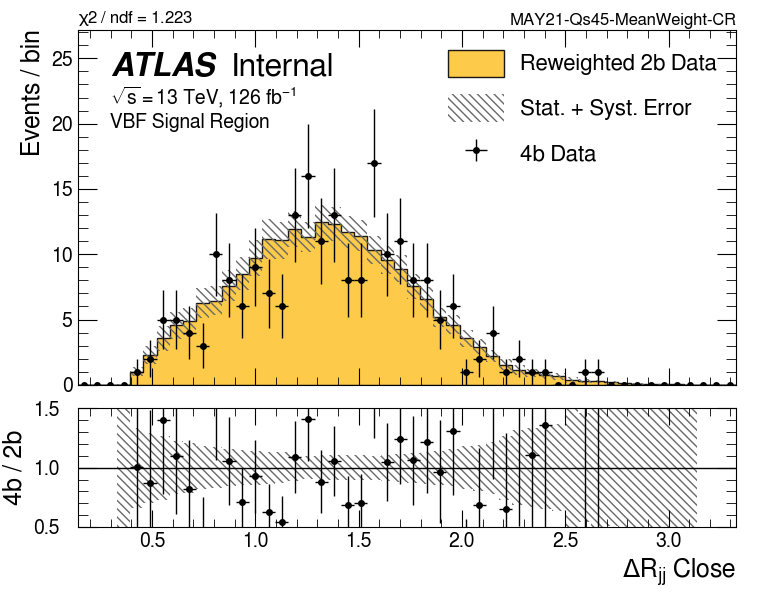 χ2 / ndf = 1.223
MAY21-Qs45-MeanWeight-CR
ATLAS Internal
√s = 13 TeV, 126 fb⁻¹
VBF Signal Region
Reweighted 2b Data
Stat. + Syst. Error
4b Data
Events / bin
25
20
15
10
5
0
4b / 2b
1.5
1.0
0.5
0.5 1.0 1.5 2.0 2.5 3.0
ΔRjj Close